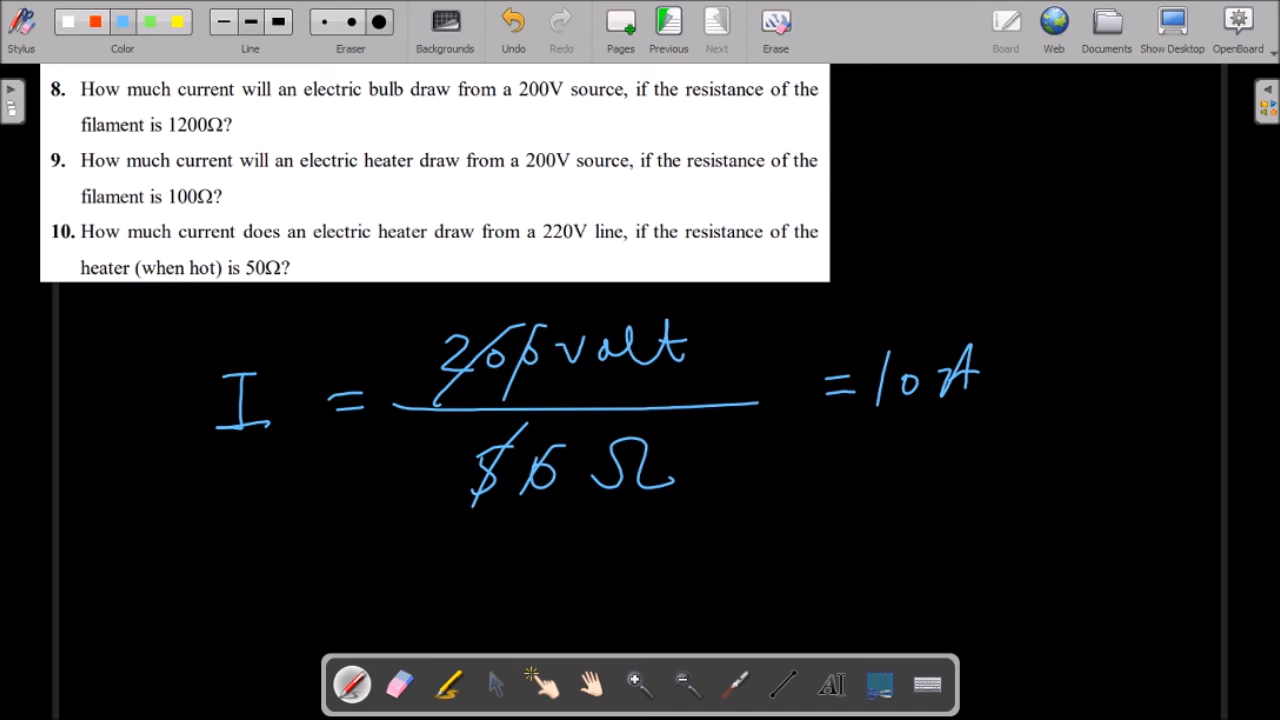 Stylus Color Line Eraser Backgrounds Undo Redo Pages Previous Next Erase Board Web Documents Show Desktop OpenBoard
8. How much current will an electric bulb draw from a 200V source, if the resistance of the
filament is 1200Ω?
9. How much current will an electric heater draw from a 200V source, if the resistance of the
filament is 100Ω?
10. How much current does an electric heater draw from a 220V line, if the resistance of the
heater (when hot) is 50Ω?
200 volt
I = = 10 A
Ω
AI